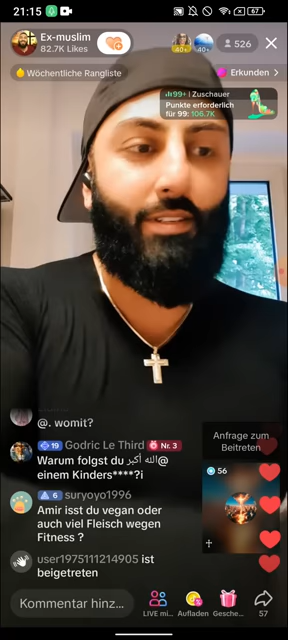 21:15
67
Ex-muslim
82.7K Likes
40+
40+
526
Wöchentliche Rangliste
Erkunden
99+ | Zuschauer
Punkte erforderlich
für 99: 106.7K
@. womit?
19 Godric Le Third Nr. 3
Warum folgst du الله أكبر@
einem Kinders****?i
Anfrage zum
Beitreten
56
6 suryoyo1996
Amir isst du vegan oder
auch viel Fleisch wegen
Fitness ?
user1975111214905 ist
beigetreten
Kommentar hinz...
LIVE mi...
Aufladen
Gesche...
57